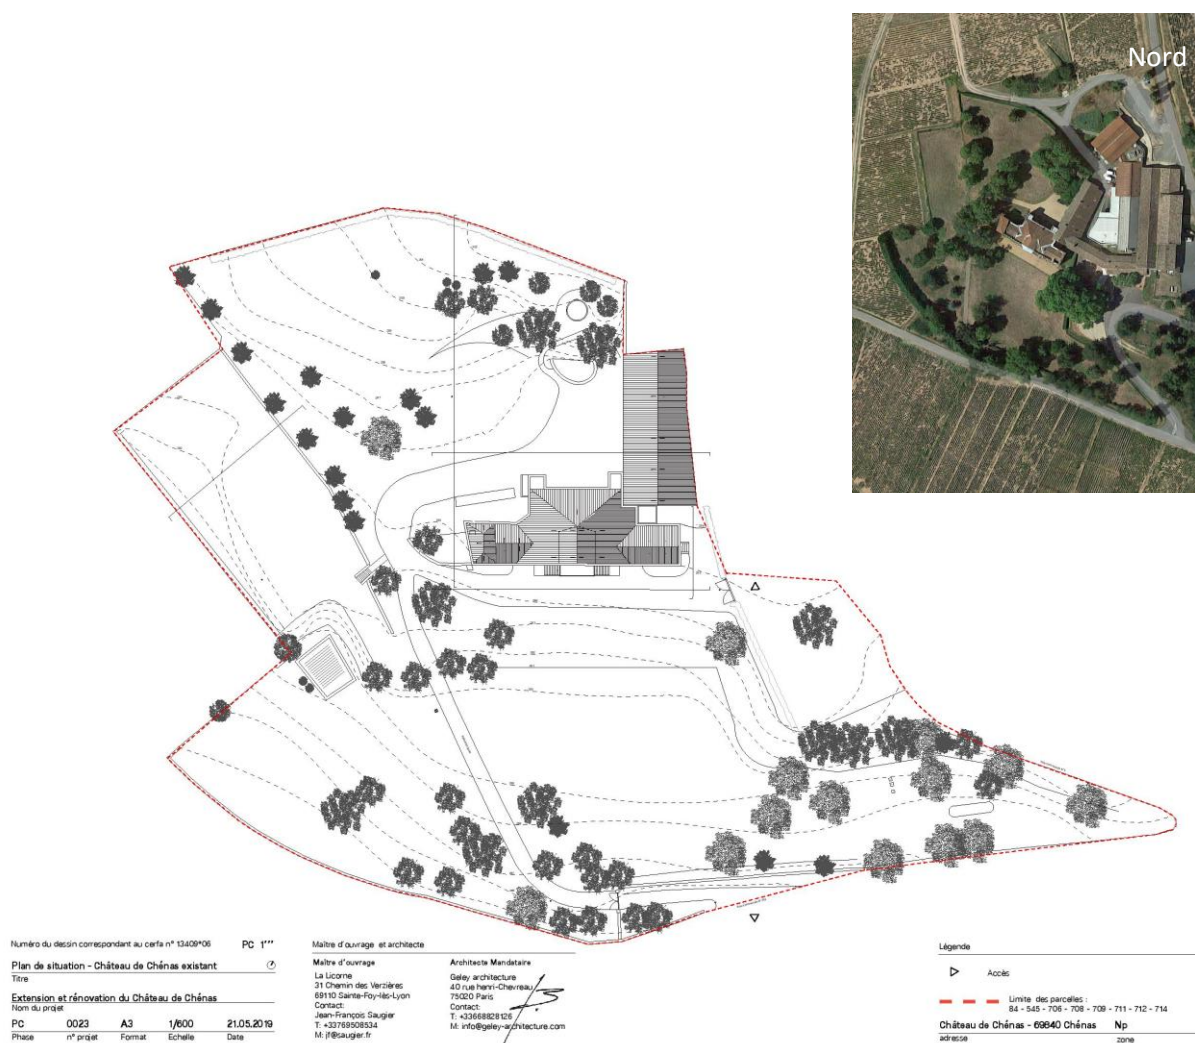 Nord
Numéro du dessin correspondant au cerfa n° 13409*06 PC 1***
Plan de situation - Château de Chénas existant
Titre
Extension et rénovation du Château de Chénas
Nom du projet
PC 0023 A3 1/600 21.05.2019
Phase n° projet Format Echelle Date
Maître d'ouvrage et architecte
Maître d'ouvrage
La Licorne
31 Chemin des Verzières
69110 Sainte-Foy-lès-Lyon
Contact:
Jean-François Saugier
T: +33769508534
M: jf@saugier.fr
Architecte Mandataire
Geley architecture
40 rue henri-Chevreau
75020 Paris
Contact:
T: +33668828126
M: info@geley-architecture.com
Légende
Accès
Limite des parcelles :
84 - 545 - 706 - 708 - 709 - 711 - 712 - 714
Château de Chénas - 69840 Chénas Np
adresse zone